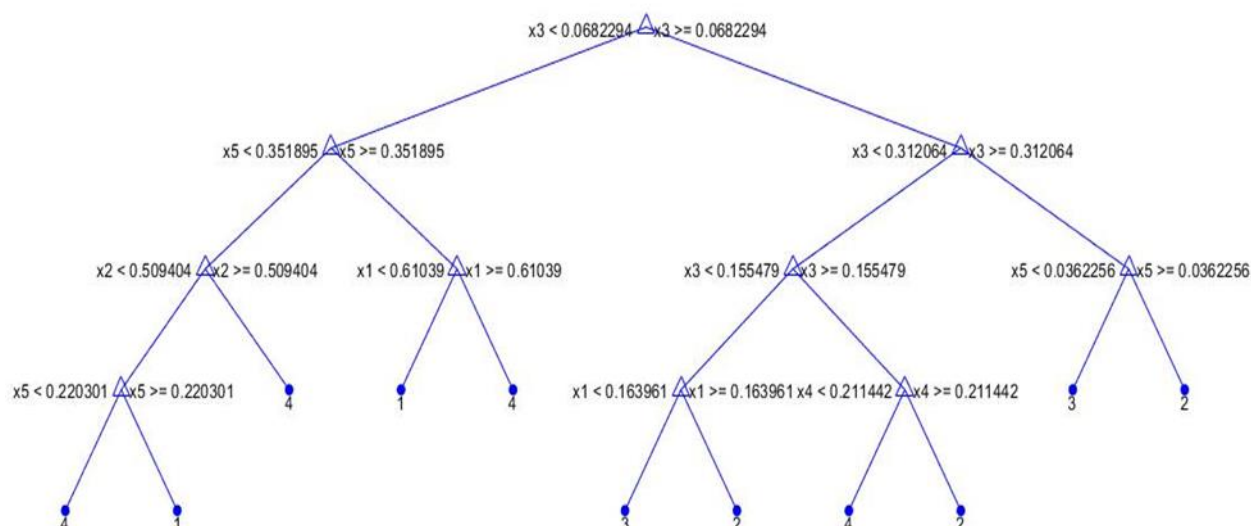 x3 < 0.0682294 x3 >= 0.0682294
x5 < 0.351895 x5 >= 0.351895 x3 < 0.312064 x3 >= 0.312064
x2 < 0.509404 x2 >= 0.509404 x1 < 0.61039 x1 >= 0.61039 x3 < 0.155479 x3 >= 0.155479 x5 < 0.0362256 x5 >= 0.0362256
x5 < 0.220301 x5 >= 0.220301 4 1 4 x1 < 0.163961 x1 >= 0.163961 x4 < 0.211442 x4 >= 0.211442 3 2
4 1 3 2 4 2